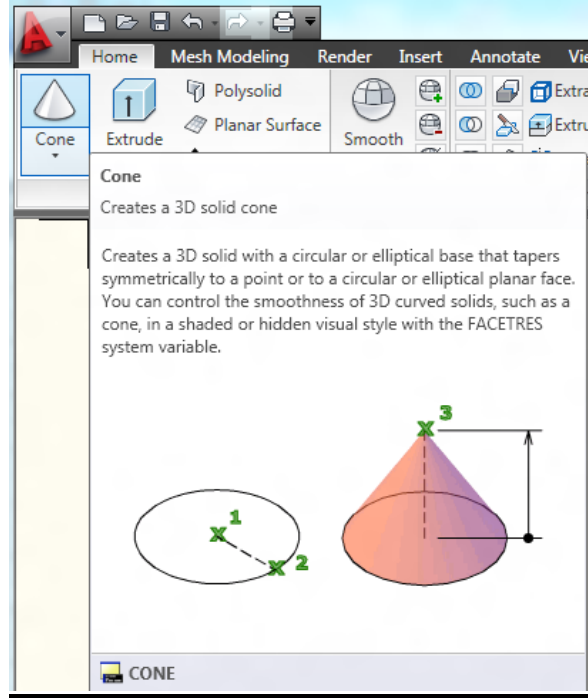 Home Mesh Modeling Render Insert Annotate
Polysolid
Planar Surface
Cone Extrude Smooth
Cone
Creates a 3D solid cone
Creates a 3D solid with a circular or elliptical base that tapers
symmetrically to a point or to a circular or elliptical planar face.
You can control the smoothness of 3D curved solids, such as a
cone, in a shaded or hidden visual style with the FACETRES
system variable.
3
1
2
CONE